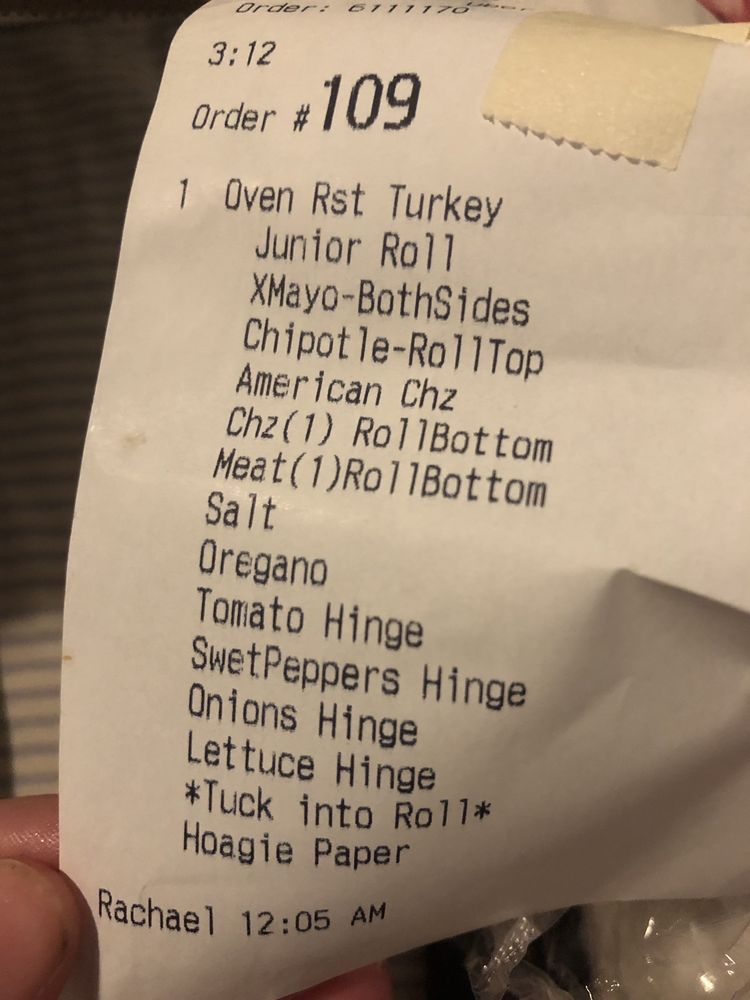 Order: 6111170
3:12
Order #109
1 Oven Rst Turkey
Junior Roll
XMayo-BothSides
Chipotle-RollTop
American Chz
Chz(1) RollBottom
Meat(1)RollBottom
Salt
Oregano
Tomato Hinge
SwetPeppers Hinge
Onions Hinge
Lettuce Hinge
*Tuck into Roll*
Hoagie Paper
Rachael 12:05 AM